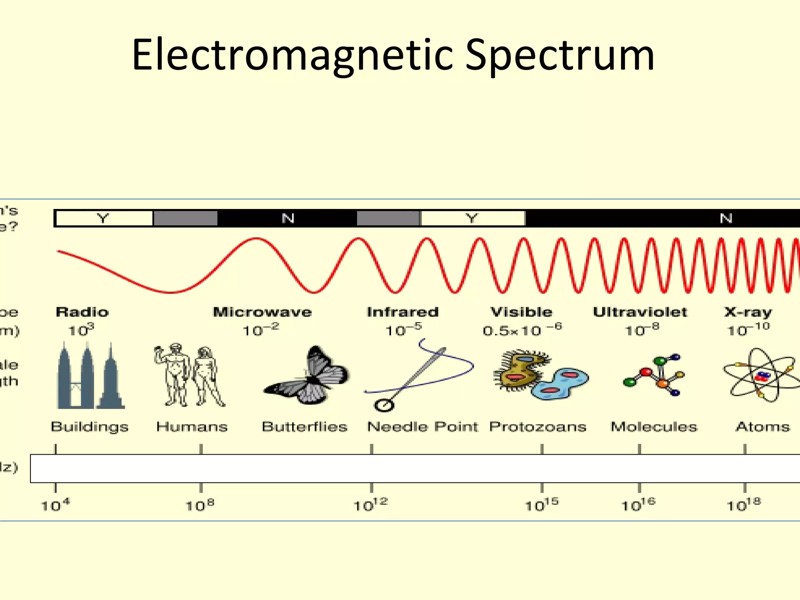 Electromagnetic Spectrum
Y N Y N
Radio Microwave Infrared Visible Ultraviolet X-ray
10³ 10⁻² 10⁻⁵ 0.5×10⁻⁶ 10⁻⁸ 10⁻¹⁰
Buildings Humans Butterflies Needle Point Protozoans Molecules Atoms
10⁴ 10⁸ 10¹² 10¹⁵ 10¹⁶ 10¹⁸